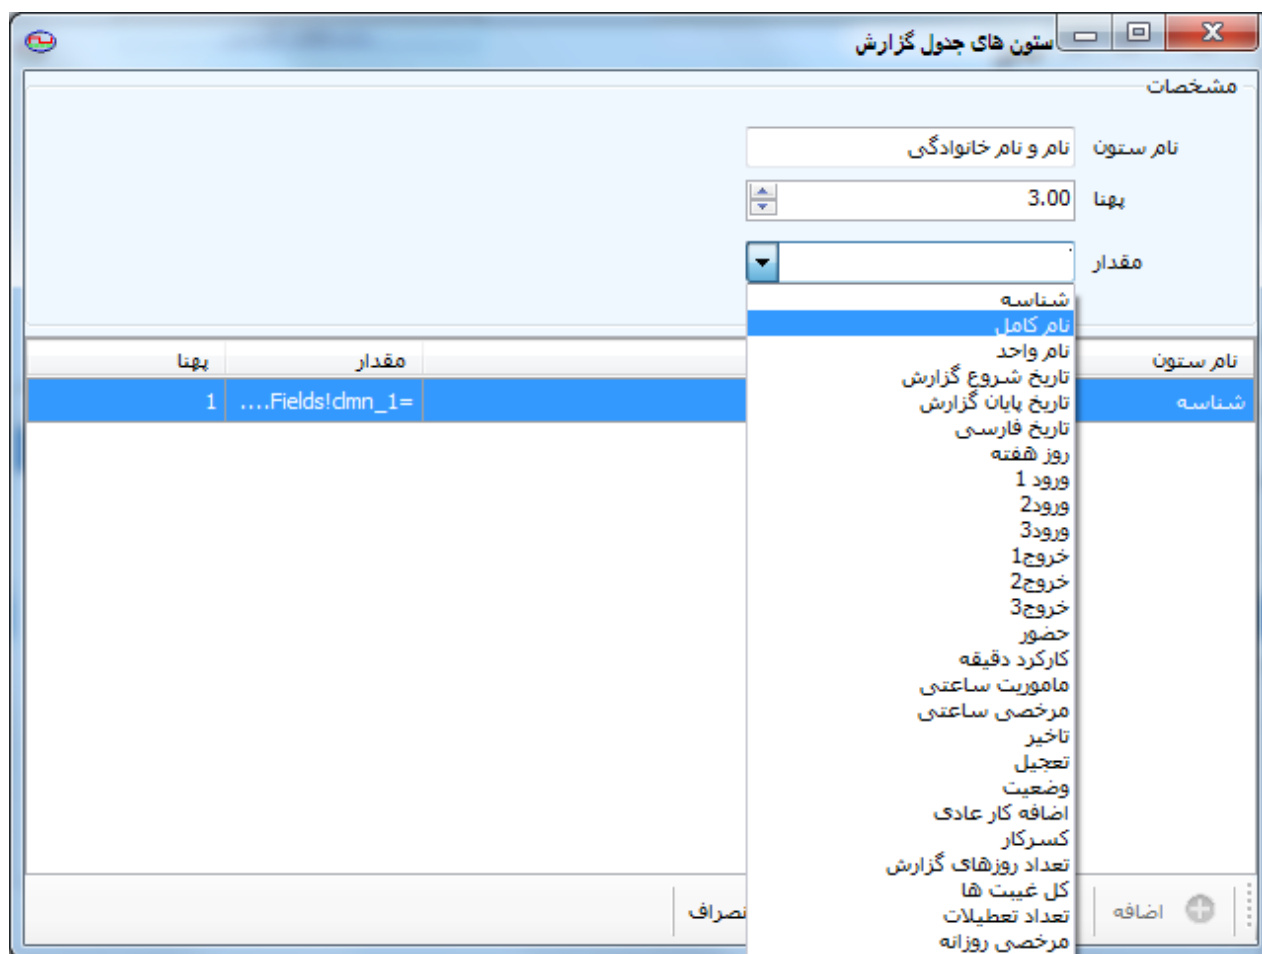 ستون های جدول گزارش
مشخصات
نام ستون نام و نام خانوادگی
پهنا 3.00
مقدار
شناسه
نام کامل
نام واحد
تاریخ شروع گزارش
تاریخ پایان گزارش
تاریخ فارسی
روز هفته
ورود 1
ورود2
ورود3
خروج1
خروج2
خروج3
حضور
کارکرد دقیقه
ماموریت ساعتی
مرخصی ساعتی
تاخیر
تعجیل
وضعیت
اضافه کار عادی
کسرکار
تعداد روزهای گزارش
کل غیبت ها
تعداد تعطیلات
مرخصی روزانه
نام ستون مقدار پهنا
شناسه =Fields!clmn_1.... 1
اضافه نصراف